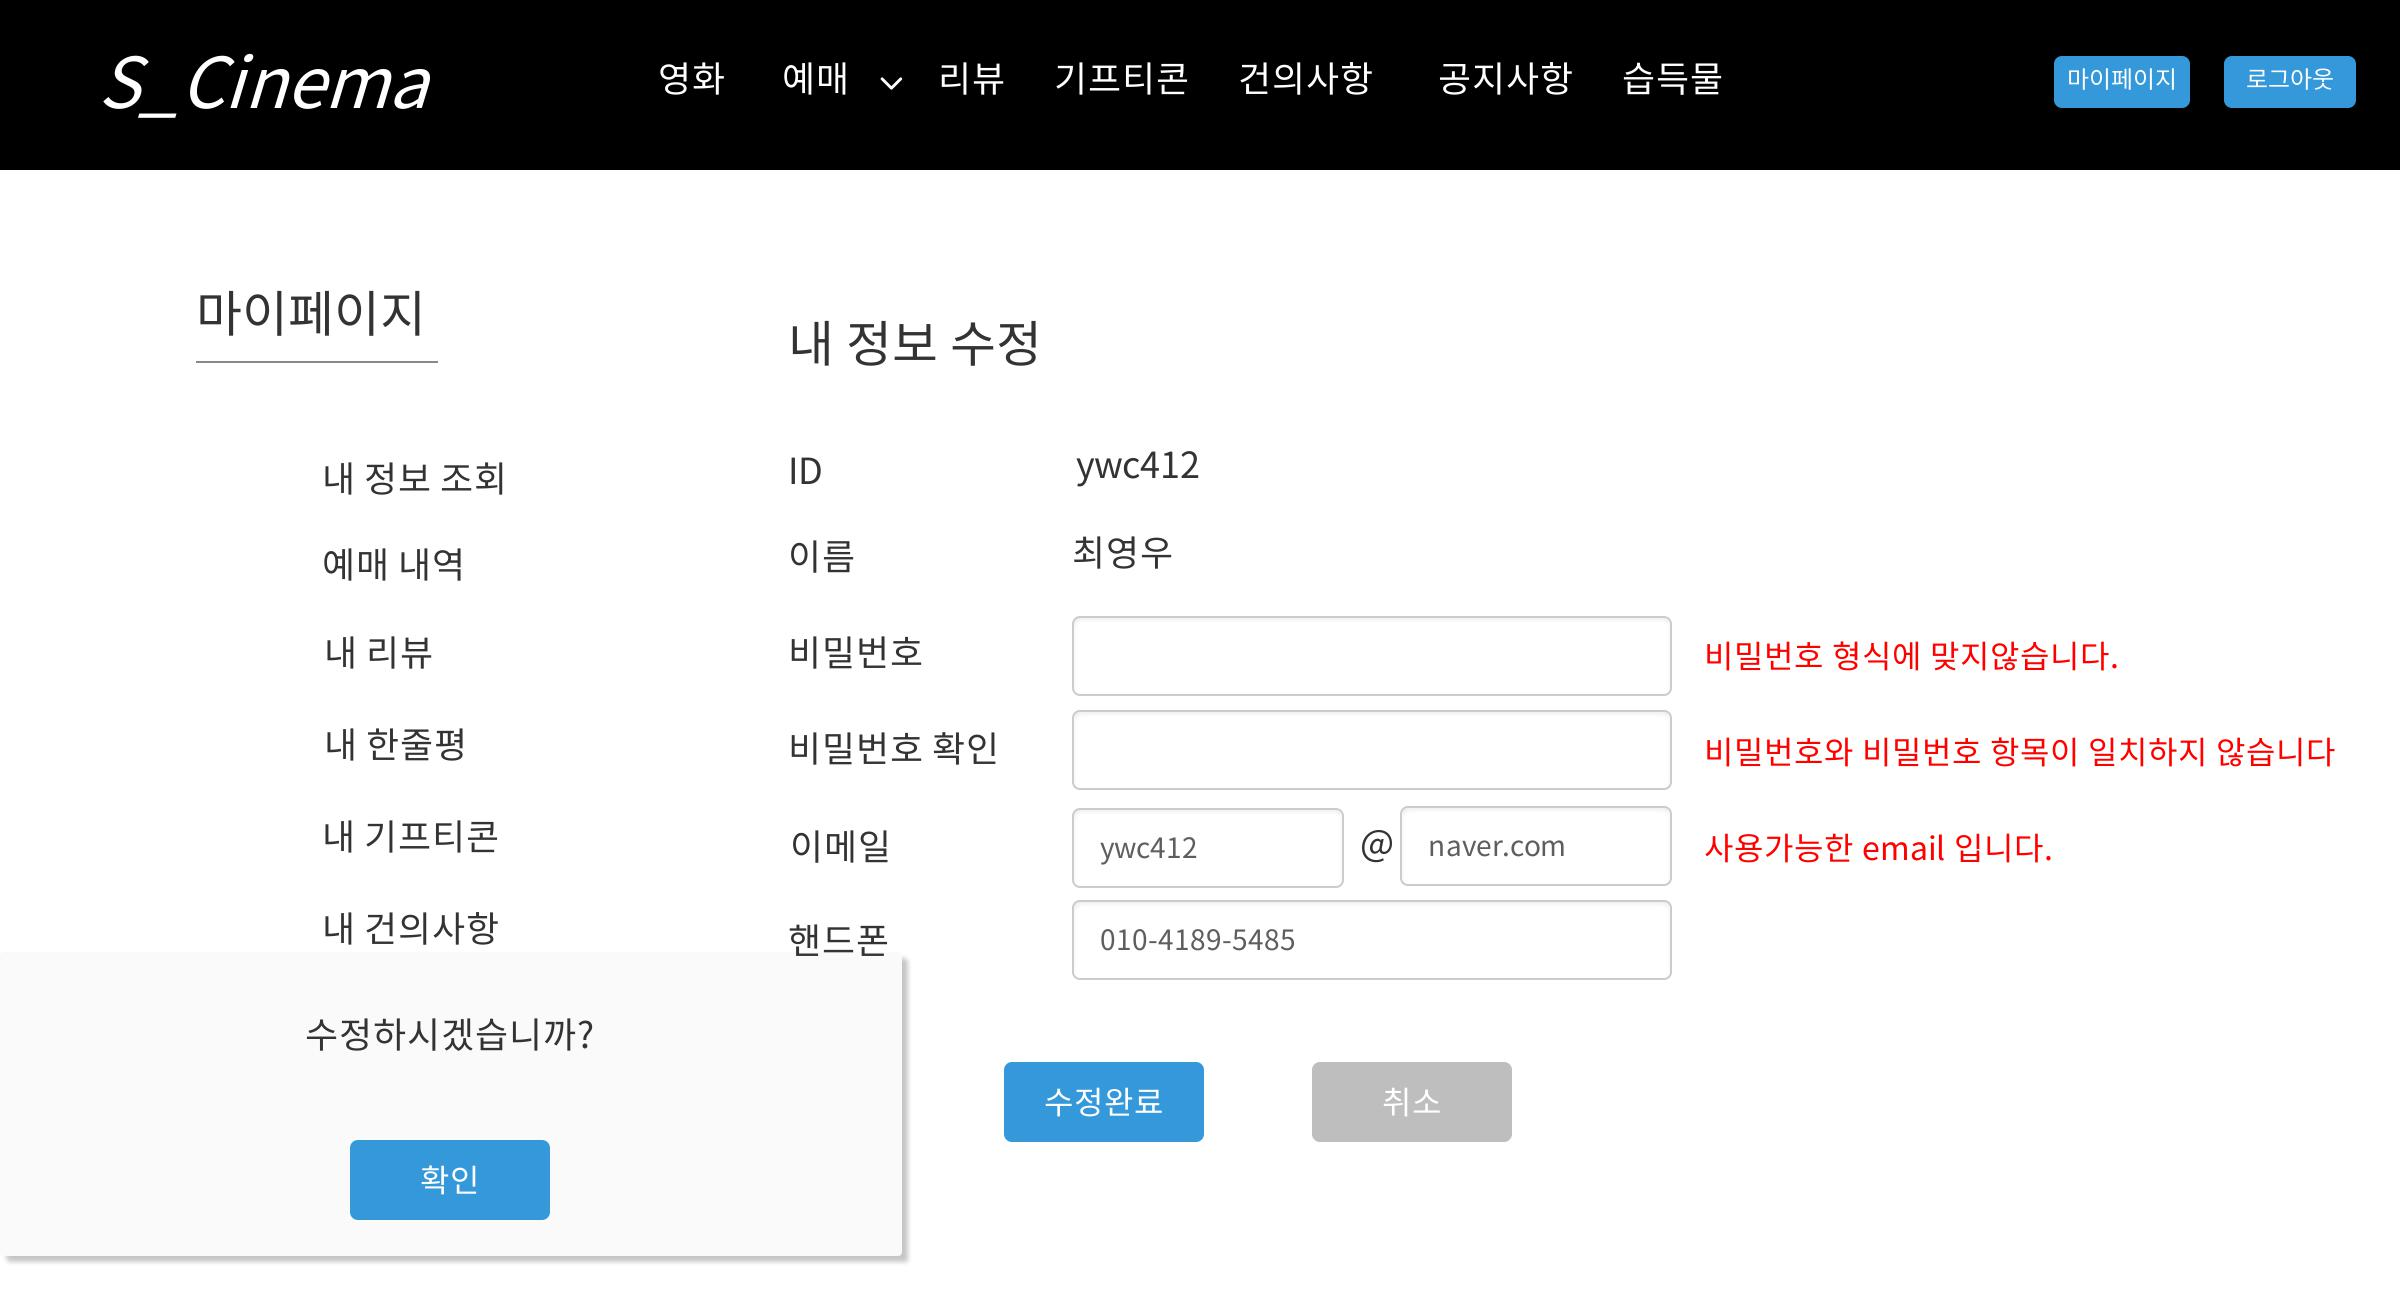 S_Cinema
영화 예매 리뷰 기프티콘 건의사항 공지사항 습득물
마이페이지 로그아웃
마이페이지
내 정보 조회
예매 내역
내 리뷰
내 한줄평
내 기프티콘
내 건의사항
내 정보 수정
ID ywc412
이름 최영우
비밀번호 비밀번호 형식에 맞지않습니다.
비밀번호 확인 비밀번호와 비밀번호 항목이 일치하지 않습니다
이메일 ywc412 @ naver.com 사용가능한 email 입니다.
핸드폰 010-4189-5485
수정완료 취소
수정하시겠습니까?
확인